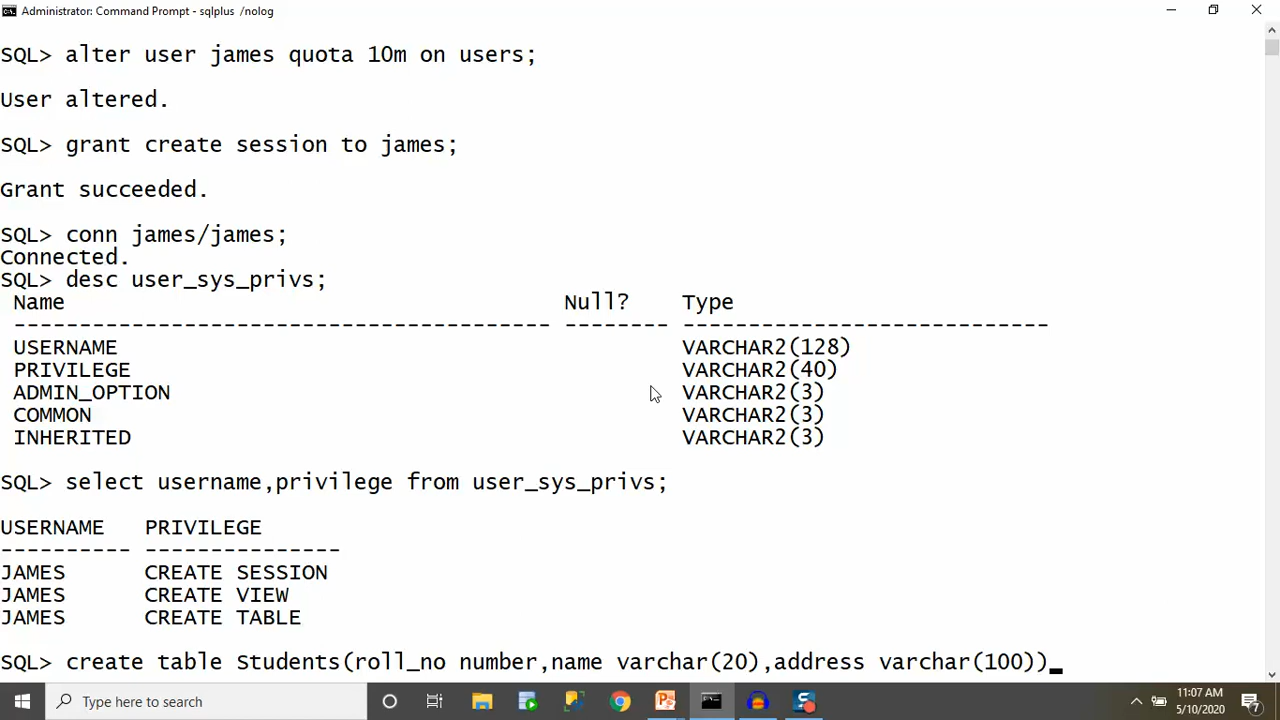 Administrator: Command Prompt - sqlplus /nolog
SQL> alter user james quota 10m on users;
User altered.
SQL> grant create session to james;
Grant succeeded.
SQL> conn james/james;
Connected.
SQL> desc user_sys_privs;
Name Null? Type
----------------------------------------- -------- ----------------------------
USERNAME VARCHAR2(128)
PRIVILEGE VARCHAR2(40)
ADMIN_OPTION VARCHAR2(3)
COMMON VARCHAR2(3)
INHERITED VARCHAR2(3)
SQL> select username,privilege from user_sys_privs;
USERNAME PRIVILEGE
---------- ---------------
JAMES CREATE SESSION
JAMES CREATE VIEW
JAMES CREATE TABLE
SQL> create table Students(roll_no number,name varchar(20),address varchar(100))_
Type here to search
11:07 AM
5/10/2020
7